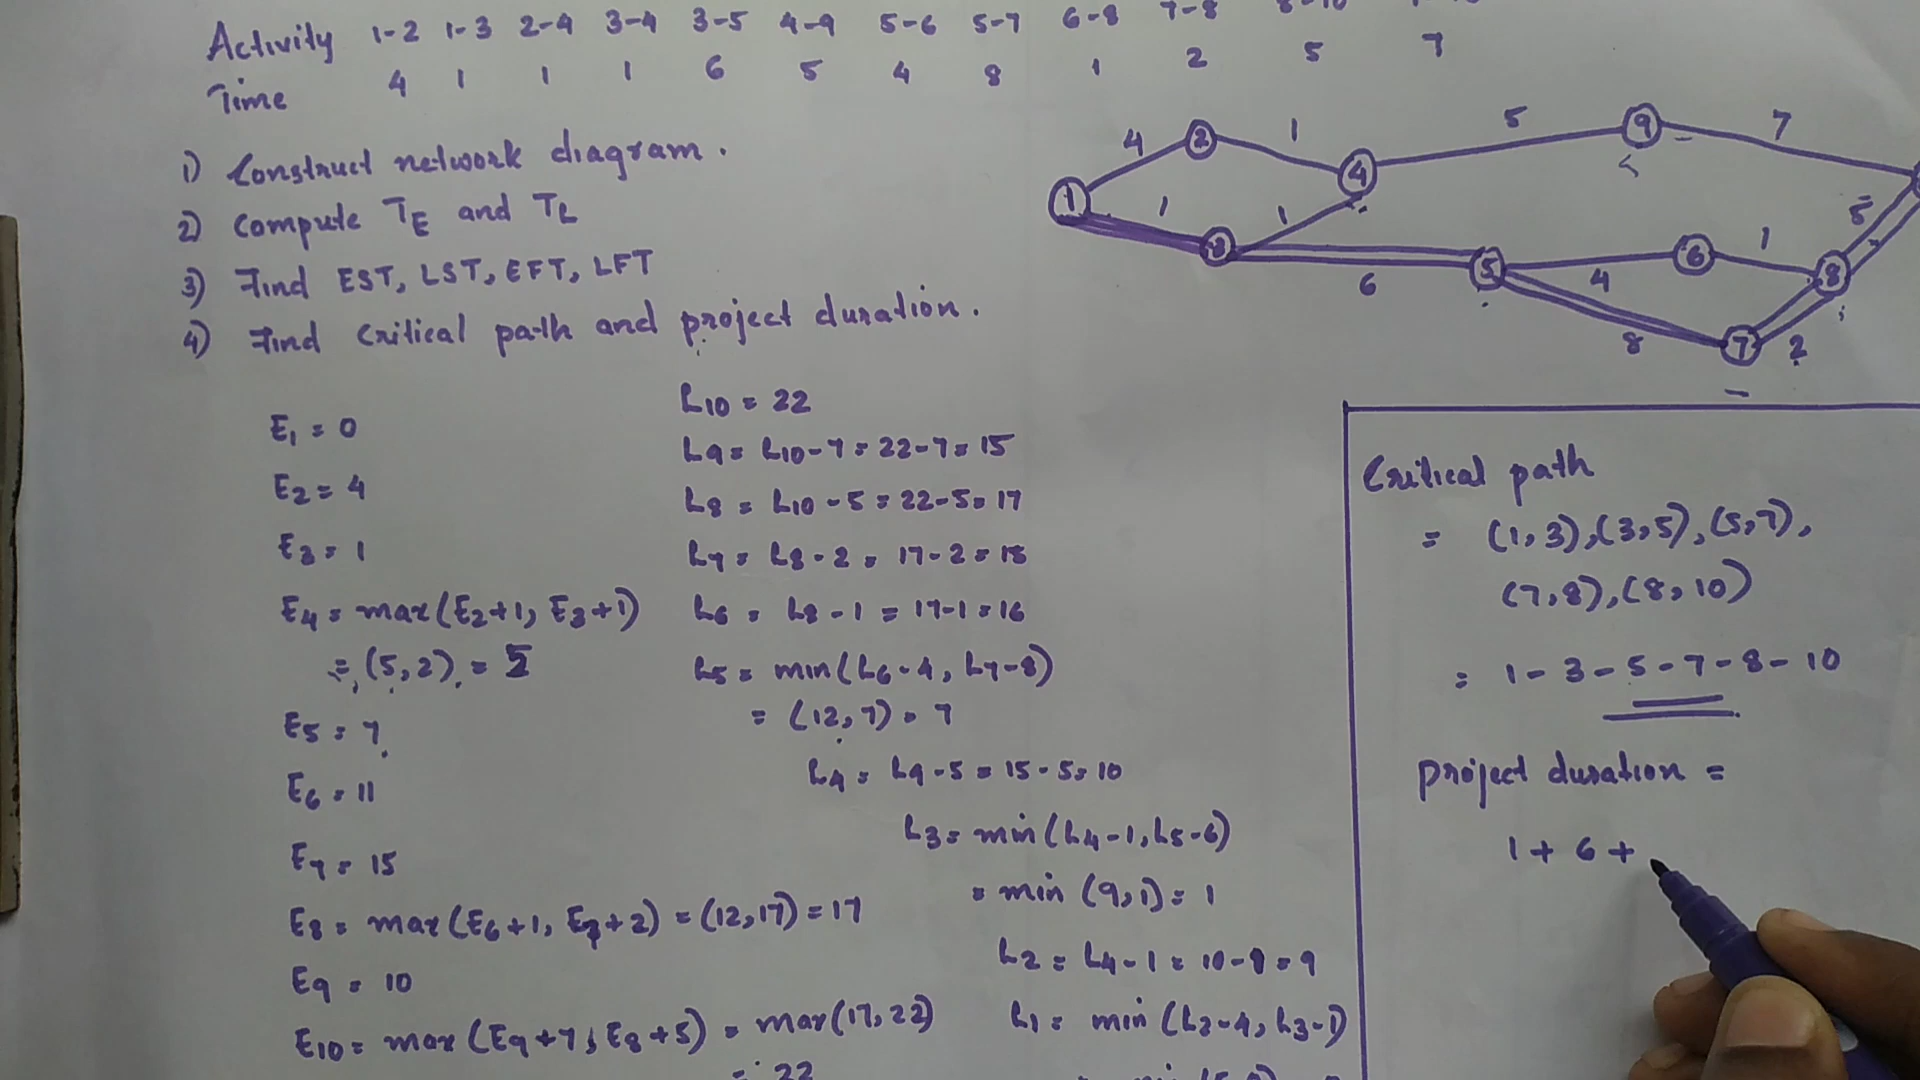 Activity 1-2 1-3 2-4 3-4 3-5 4-9 5-6 5-7 6-8 7-8 8-10
Time 4 1 1 1 6 5 4 8 1 2 5 7
1) Construct network diagram.
2) Compute TE and TL
3) Find EST, LST, EFT, LFT
4) Find Critical path and project duration.
4 2 1 5 9 7
1 4
1 1 3 6 5 4 6 1 8 5
8 7 2
E1 = 0
E2 = 4
E3 = 1
E4 = max(E2+1, E3+1)
= (5,2) = 5
E5 = 7
E6 = 11
E7 = 15
E8 = max(E6+1, E7+2) = (12,17) = 17
E9 = 10
E10 = max(E9+7, E8+5) = max(17,22)
= 22
L10 = 22
L9 = L10-7 = 22-7 = 15
L8 = L10-5 = 22-5 = 17
L7 = L8-2 = 17-2 = 15
L6 = L8-1 = 17-1 = 16
L5 = min(L6-4, L7-8)
= (12,7) = 7
L4 = L9-5 = 15-5 = 10
L3 = min(L4-1, L5-6)
= min(9,1) = 1
L2 = L4-1 = 10-1 = 9
L1 = min(L2-4, L3-1)
Critical path
= (1,3),(3,5),(5,7),
(7,8),(8,10)
= 1-3-5-7-8-10
Project duration =
1+6+